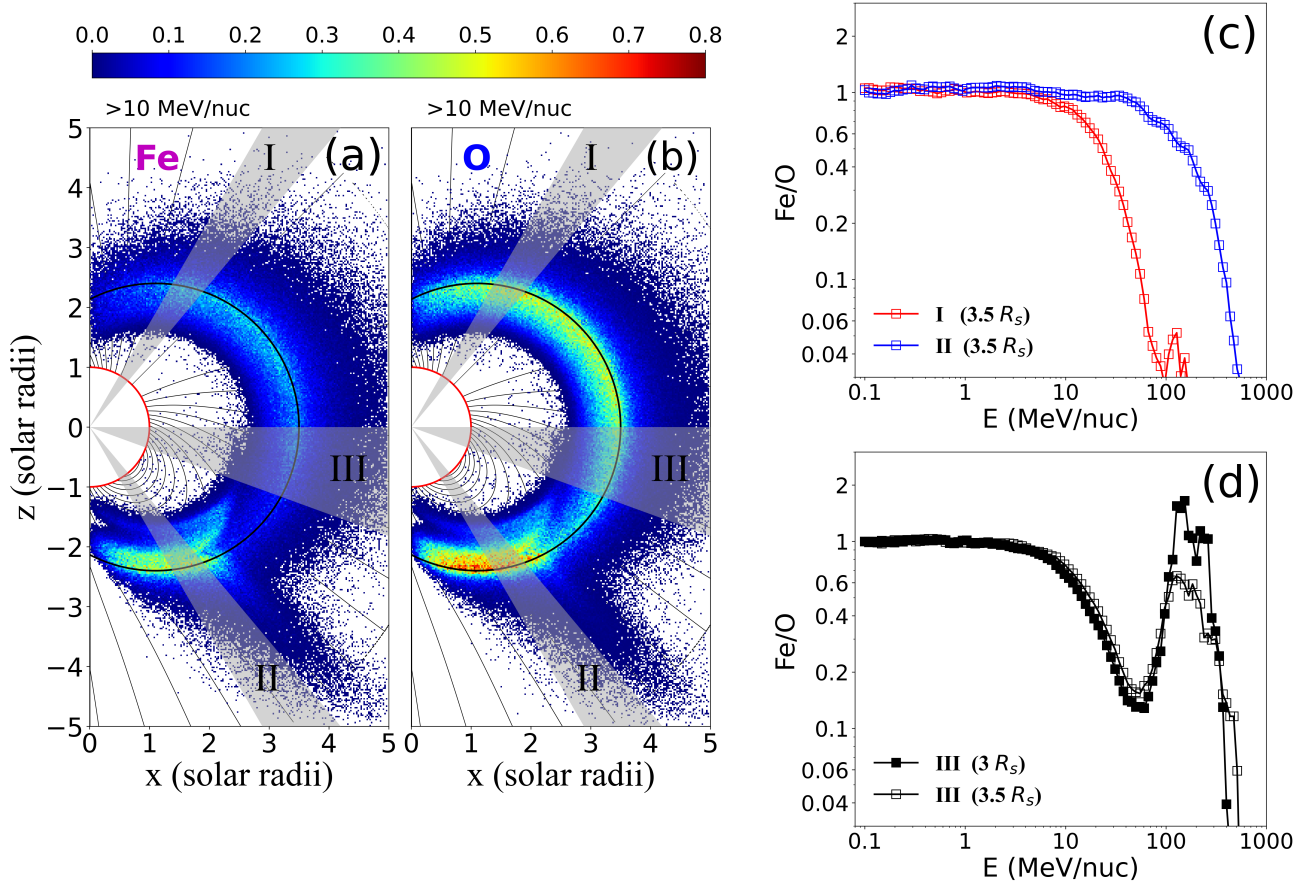 0.0 0.1 0.2 0.3 0.4 0.5 0.6 0.7 0.8
>10 MeV/nuc >10 MeV/nuc
Fe I (a) O I (b)
III III
II II
5
4
3
2
1
0
−1
−2
−3
−4
−5
z (solar radii)
0 1 2 3 4 5 0 1 2 3 4 5
x (solar radii) x (solar radii)
(c)
2
1
0.6
0.4
0.2
0.1
0.06
0.04
Fe/O
I (3.5 Rs)
II (3.5 Rs)
0.1 1 10 100 1000
E (MeV/nuc)
(d)
2
1
0.6
0.4
0.2
0.1
0.06
0.04
Fe/O
III (3 Rs)
III (3.5 Rs)
0.1 1 10 100 1000
E (MeV/nuc)